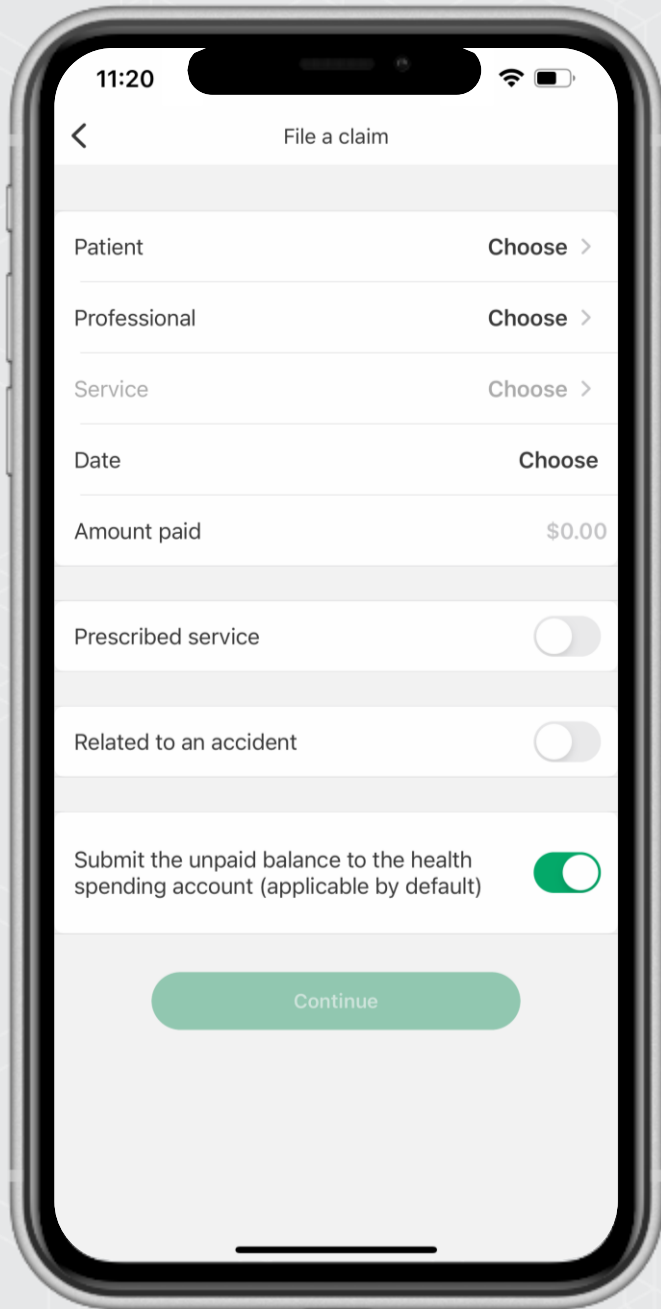 11:20
File a claim
Patient Choose
Professional Choose
Service Choose
Date Choose
Amount paid $0.00
Prescribed service
Related to an accident
Submit the unpaid balance to the health
spending account (applicable by default)
Continue